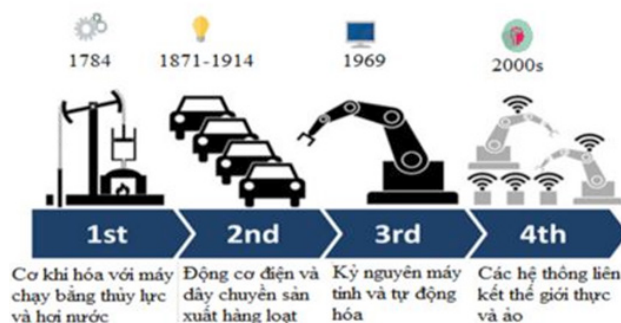 1784
1871-1914
1969
2000s
1st
2nd
3rd
4th
Cơ khí hóa với máy
chạy bằng thủy lực
và hơi nước
Động cơ điện và
dây chuyền sản
xuất hàng loạt
Kỷ nguyên máy
tính và tự động
hóa
Các hệ thông liên
kết thế giới thực
và ảo